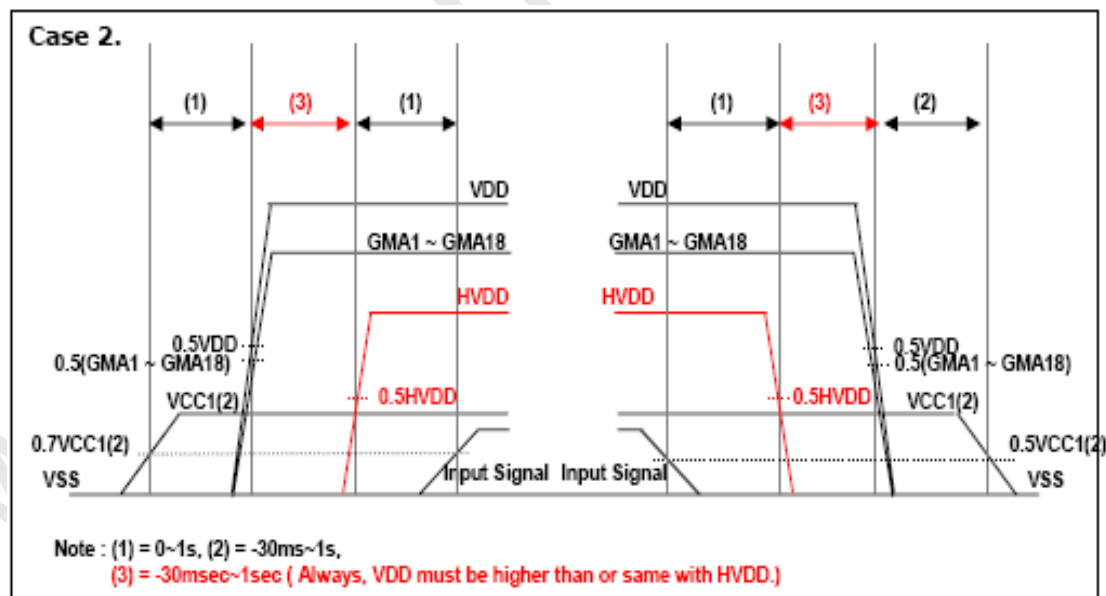 Case 2.
(1) (3) (1) (1) (3) (2)
VDD VDD
GMA1 ~ GMA18 GMA1 ~ GMA18
HVDD HVDD
0.5VDD 0.5VDD
0.5(GMA1 ~ GMA18) 0.5(GMA1 ~ GMA18)
VCC1(2) 0.5HVDD 0.5HVDD VCC1(2)
0.7VCC1(2) 0.5VCC1(2)
VSS Input Signal Input Signal VSS
Note : (1) = 0~1s, (2) = -30ms~1s,
(3) = -30msec~1sec ( Always, VDD must be higher than or same with HVDD.)